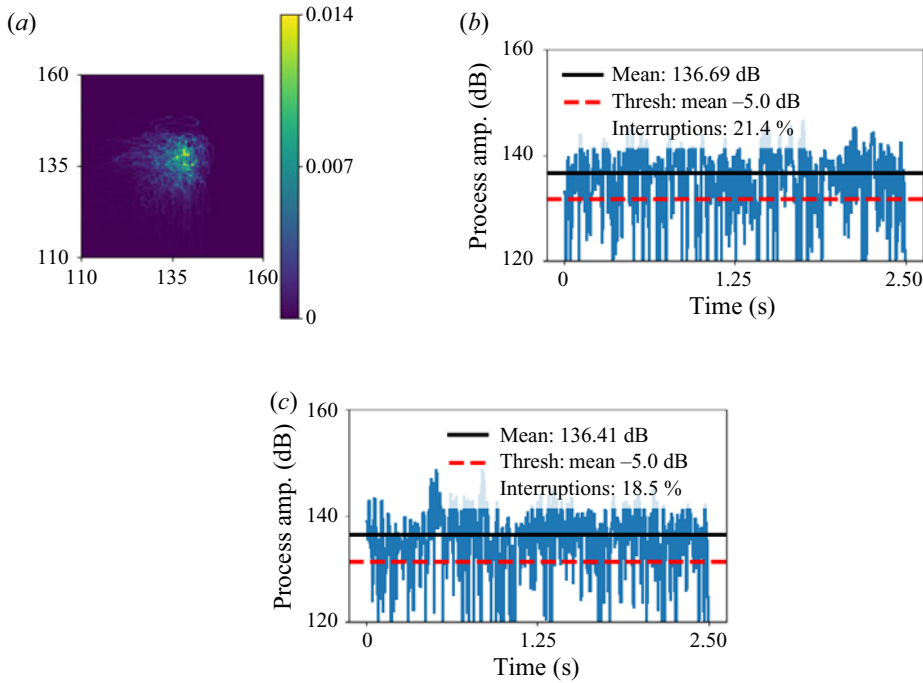 (a)
0.014
0.007
0
160
135
110
110
135
160
(b)
160
140
120
Process amp. (dB)
Mean: 136.69 dB
Thresh: mean –5.0 dB
Interruptions: 21.4 %
0
1.25
2.50
Time (s)
(c)
160
140
120
Process amp. (dB)
Mean: 136.41 dB
Thresh: mean –5.0 dB
Interruptions: 18.5 %
0
1.25
2.50
Time (s)